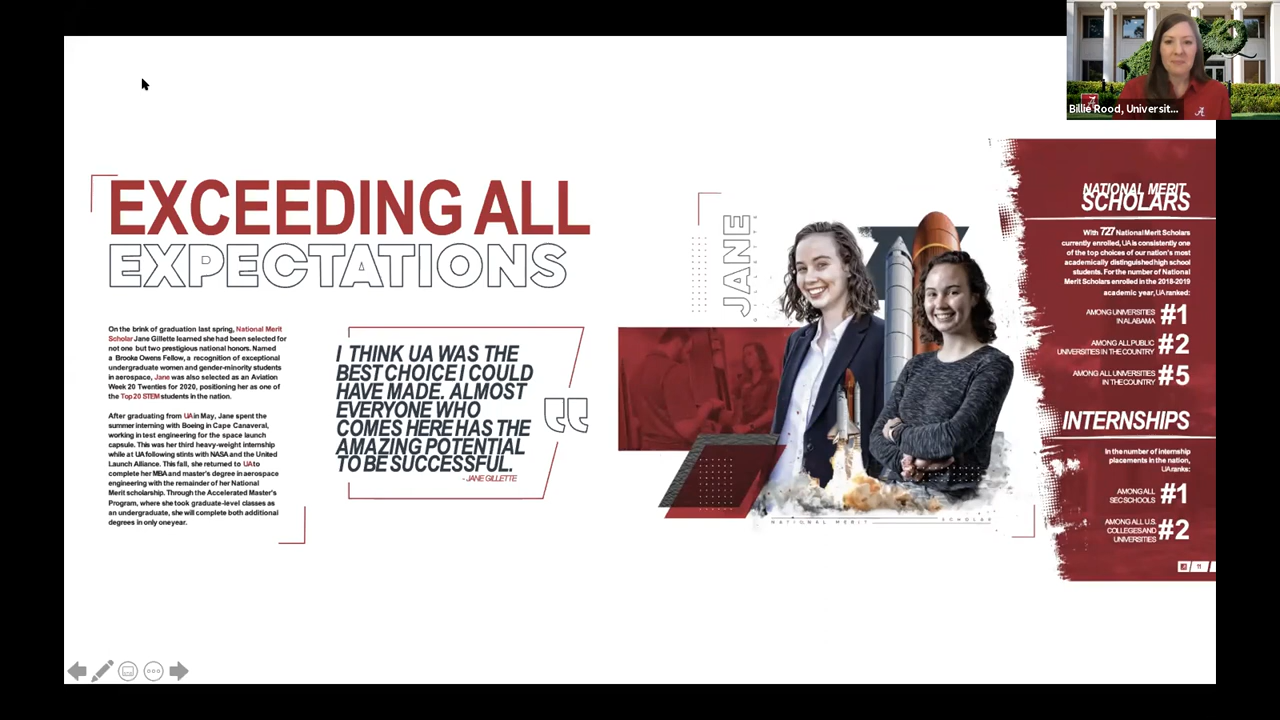 Billie Rood, Universit...
EXCEEDING ALL
EXPECTATIONS
On the brink of graduation last spring, National Merit
Scholar Jane Gillette learned she had been selected for
not one but two prestigious national honors. Named
a Brooke Owens Fellow, a recognition of exceptional
undergraduate women and gender-minority students
in aerospace, Jane was also selected as an Aviation
Week 20 Twenties for 2020, positioning her as one of
the Top 20 STEM students in the nation.
After graduating from UA in May, Jane spent the
summer interning with Boeing in Cape Canaveral,
working in test engineering for the space launch
capsule. This was her third heavy-weight internship
while at UA following stints with NASA and the United
Launch Alliance. This fall, she returned to UA to
complete her MBA and master's degree in aerospace
engineering with the remainder of her National
Merit scholarship. Through the Accelerated Master's
Program, where she took graduate-level classes as
an undergraduate, she will complete both additional
degrees in only one year.
I THINK UA WAS THE
BEST CHOICE I COULD
HAVE MADE. ALMOST
EVERYONE WHO
COMES HERE HAS THE
AMAZING POTENTIAL
TO BE SUCCESSFUL.
- JANE GILLETTE
JANE
NATIONAL MERIT SCHOLAR
NATIONAL MERIT
SCHOLARS
With 727 National Merit Scholars
currently enrolled, UA is consistently one
of the top choices of our nation's most
academically distinguished high school
students. For the number of National
Merit Scholars enrolled in the 2018-2019
academic year, UA ranked:
AMONG UNIVERSITIES
IN ALABAMA #1
AMONG ALL PUBLIC
UNIVERSITIES IN THE COUNTRY #2
AMONG ALL UNIVERSITIES
IN THE COUNTRY #5
INTERNSHIPS
In the number of internship
placements in the nation,
UA ranks:
AMONG ALL
SEC SCHOOLS #1
AMONG ALL U.S.
COLLEGES AND
UNIVERSITIES #2
11